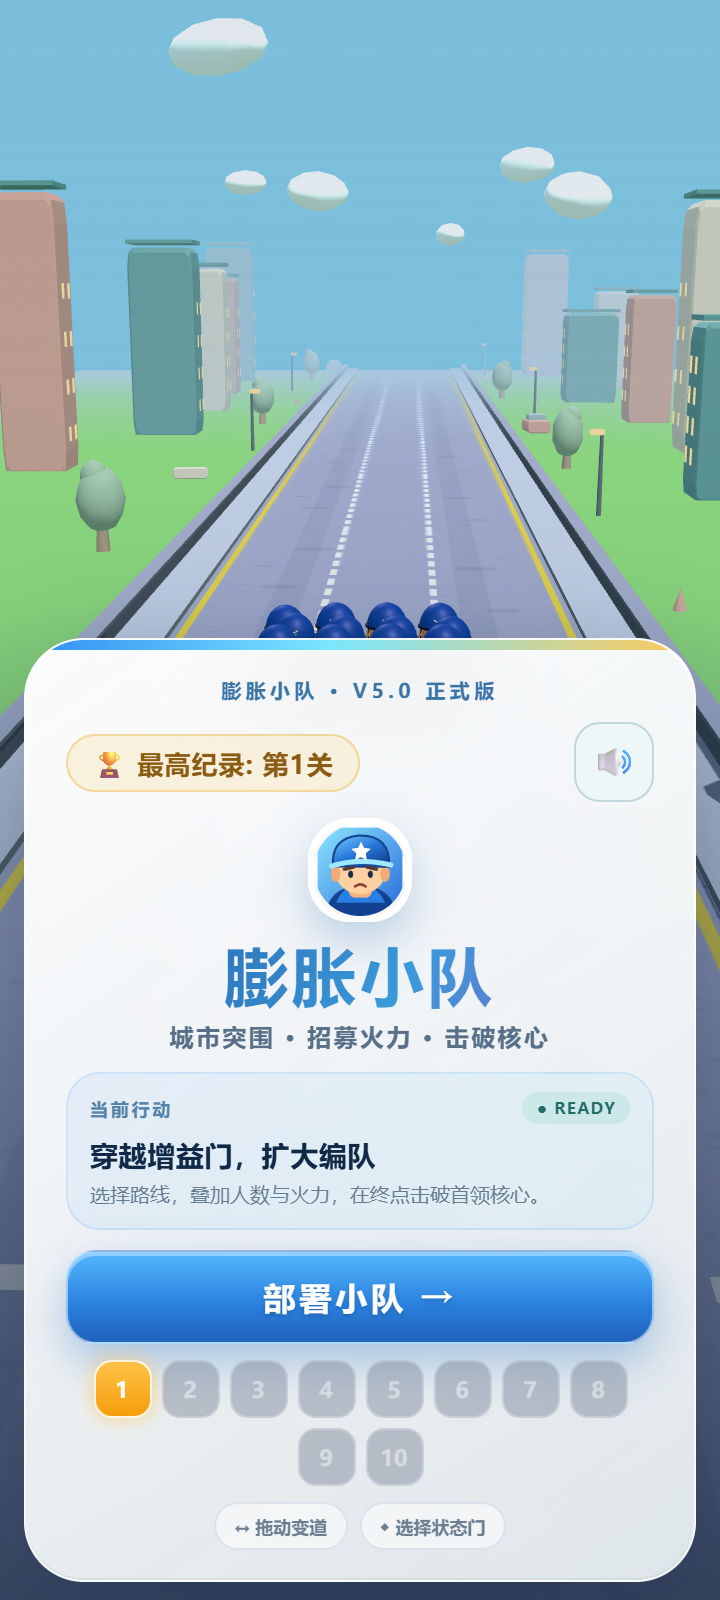 膨胀小队 • V5.0 正式版
最高纪录: 第1关
膨胀小队
城市突围 • 招募火力 • 击破核心
当前行动
● READY
穿越增益门，扩大编队
选择路线，叠加人数与火力，在终点击破首领核心。
部署小队 →
1 2 3 4 5 6 7 8
9 10
↔ 拖动变道 ◆ 选择状态门